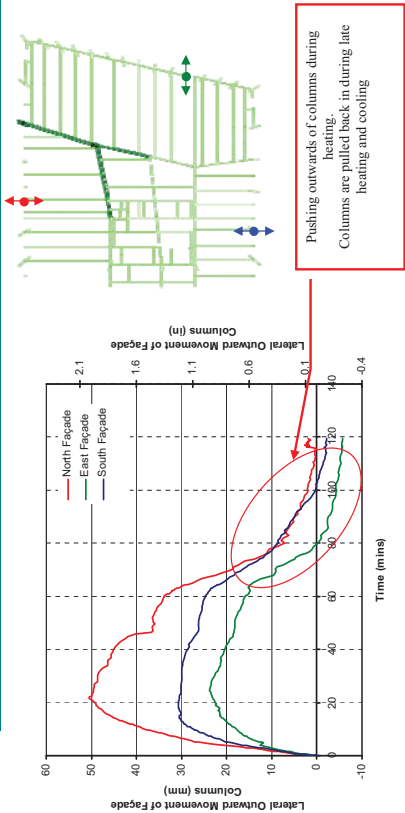 Lateral Outward Movement of Façade
Columns (mm)
60
50
40
30
20
10
0
-10
0
20
40
60
80
100
120
140
Time (mins)
North Façade
East Façade
South Façade
2.1
1.6
1.1
0.6
0.1
-0.4
Lateral Outward Movement of Façade
Columns (in)
Pushing outwards of columns during
heating.
Columns are pulled back in during late
heating and cooling